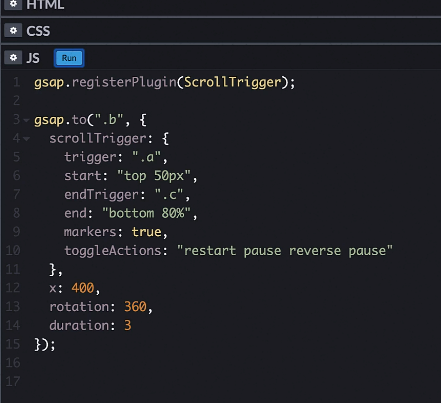 HTML
CSS
JS Run
1 gsap.registerPlugin(ScrollTrigger);
2
3 gsap.to(".b", {
4 scrollTrigger: {
5 trigger: ".a",
6 start: "top 50px",
7 endTrigger: ".c",
8 end: "bottom 80%",
9 markers: true,
10 toggleActions: "restart pause reverse pause"
11 },
12 x: 400,
13 rotation: 360,
14 duration: 3
15 });
16
17